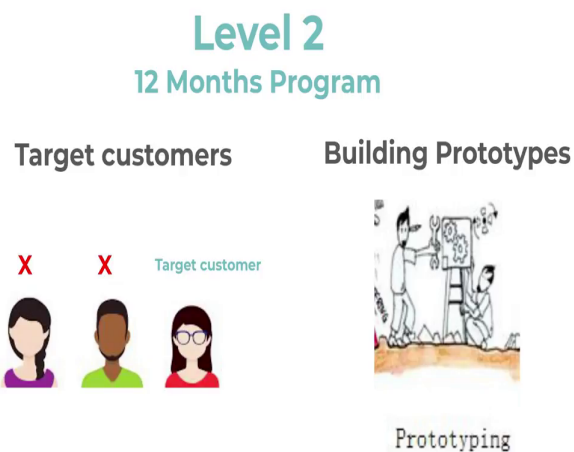 Level 2
12 Months Program
Target customers
Building Prototypes
X X Target customer
Prototyping